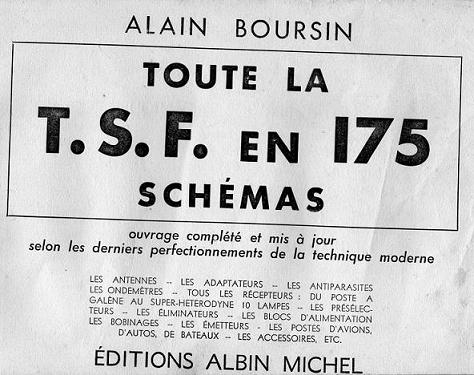 ALAIN BOURSIN
TOUTE LA
T.S.F. EN 175
SCHÉMAS
ouvrage complété et mis à jour
selon les derniers perfectionnements de la technique moderne
LES ANTENNES -- LES ADAPTATEURS -- LES ANTIPARASITES
LES ONDEMÈTRES -- TOUS LES RÉCEPTEURS : DU POSTE A
GALÈNE AU SUPER-HETERODYNE 10 LAMPES -- LES PRÉSÉLEC-
TEURS -- LES ÉLIMINATEURS -- LES BLOCS D'ALIMENTATION
LES BOBINAGES -- LES ÉMETTEURS - LES POSTES D'AVIONS,
D'AUTOS, DE BATEAUX -- LES ACCESSOIRES, ETC.
ÉDITIONS ALBIN MICHEL